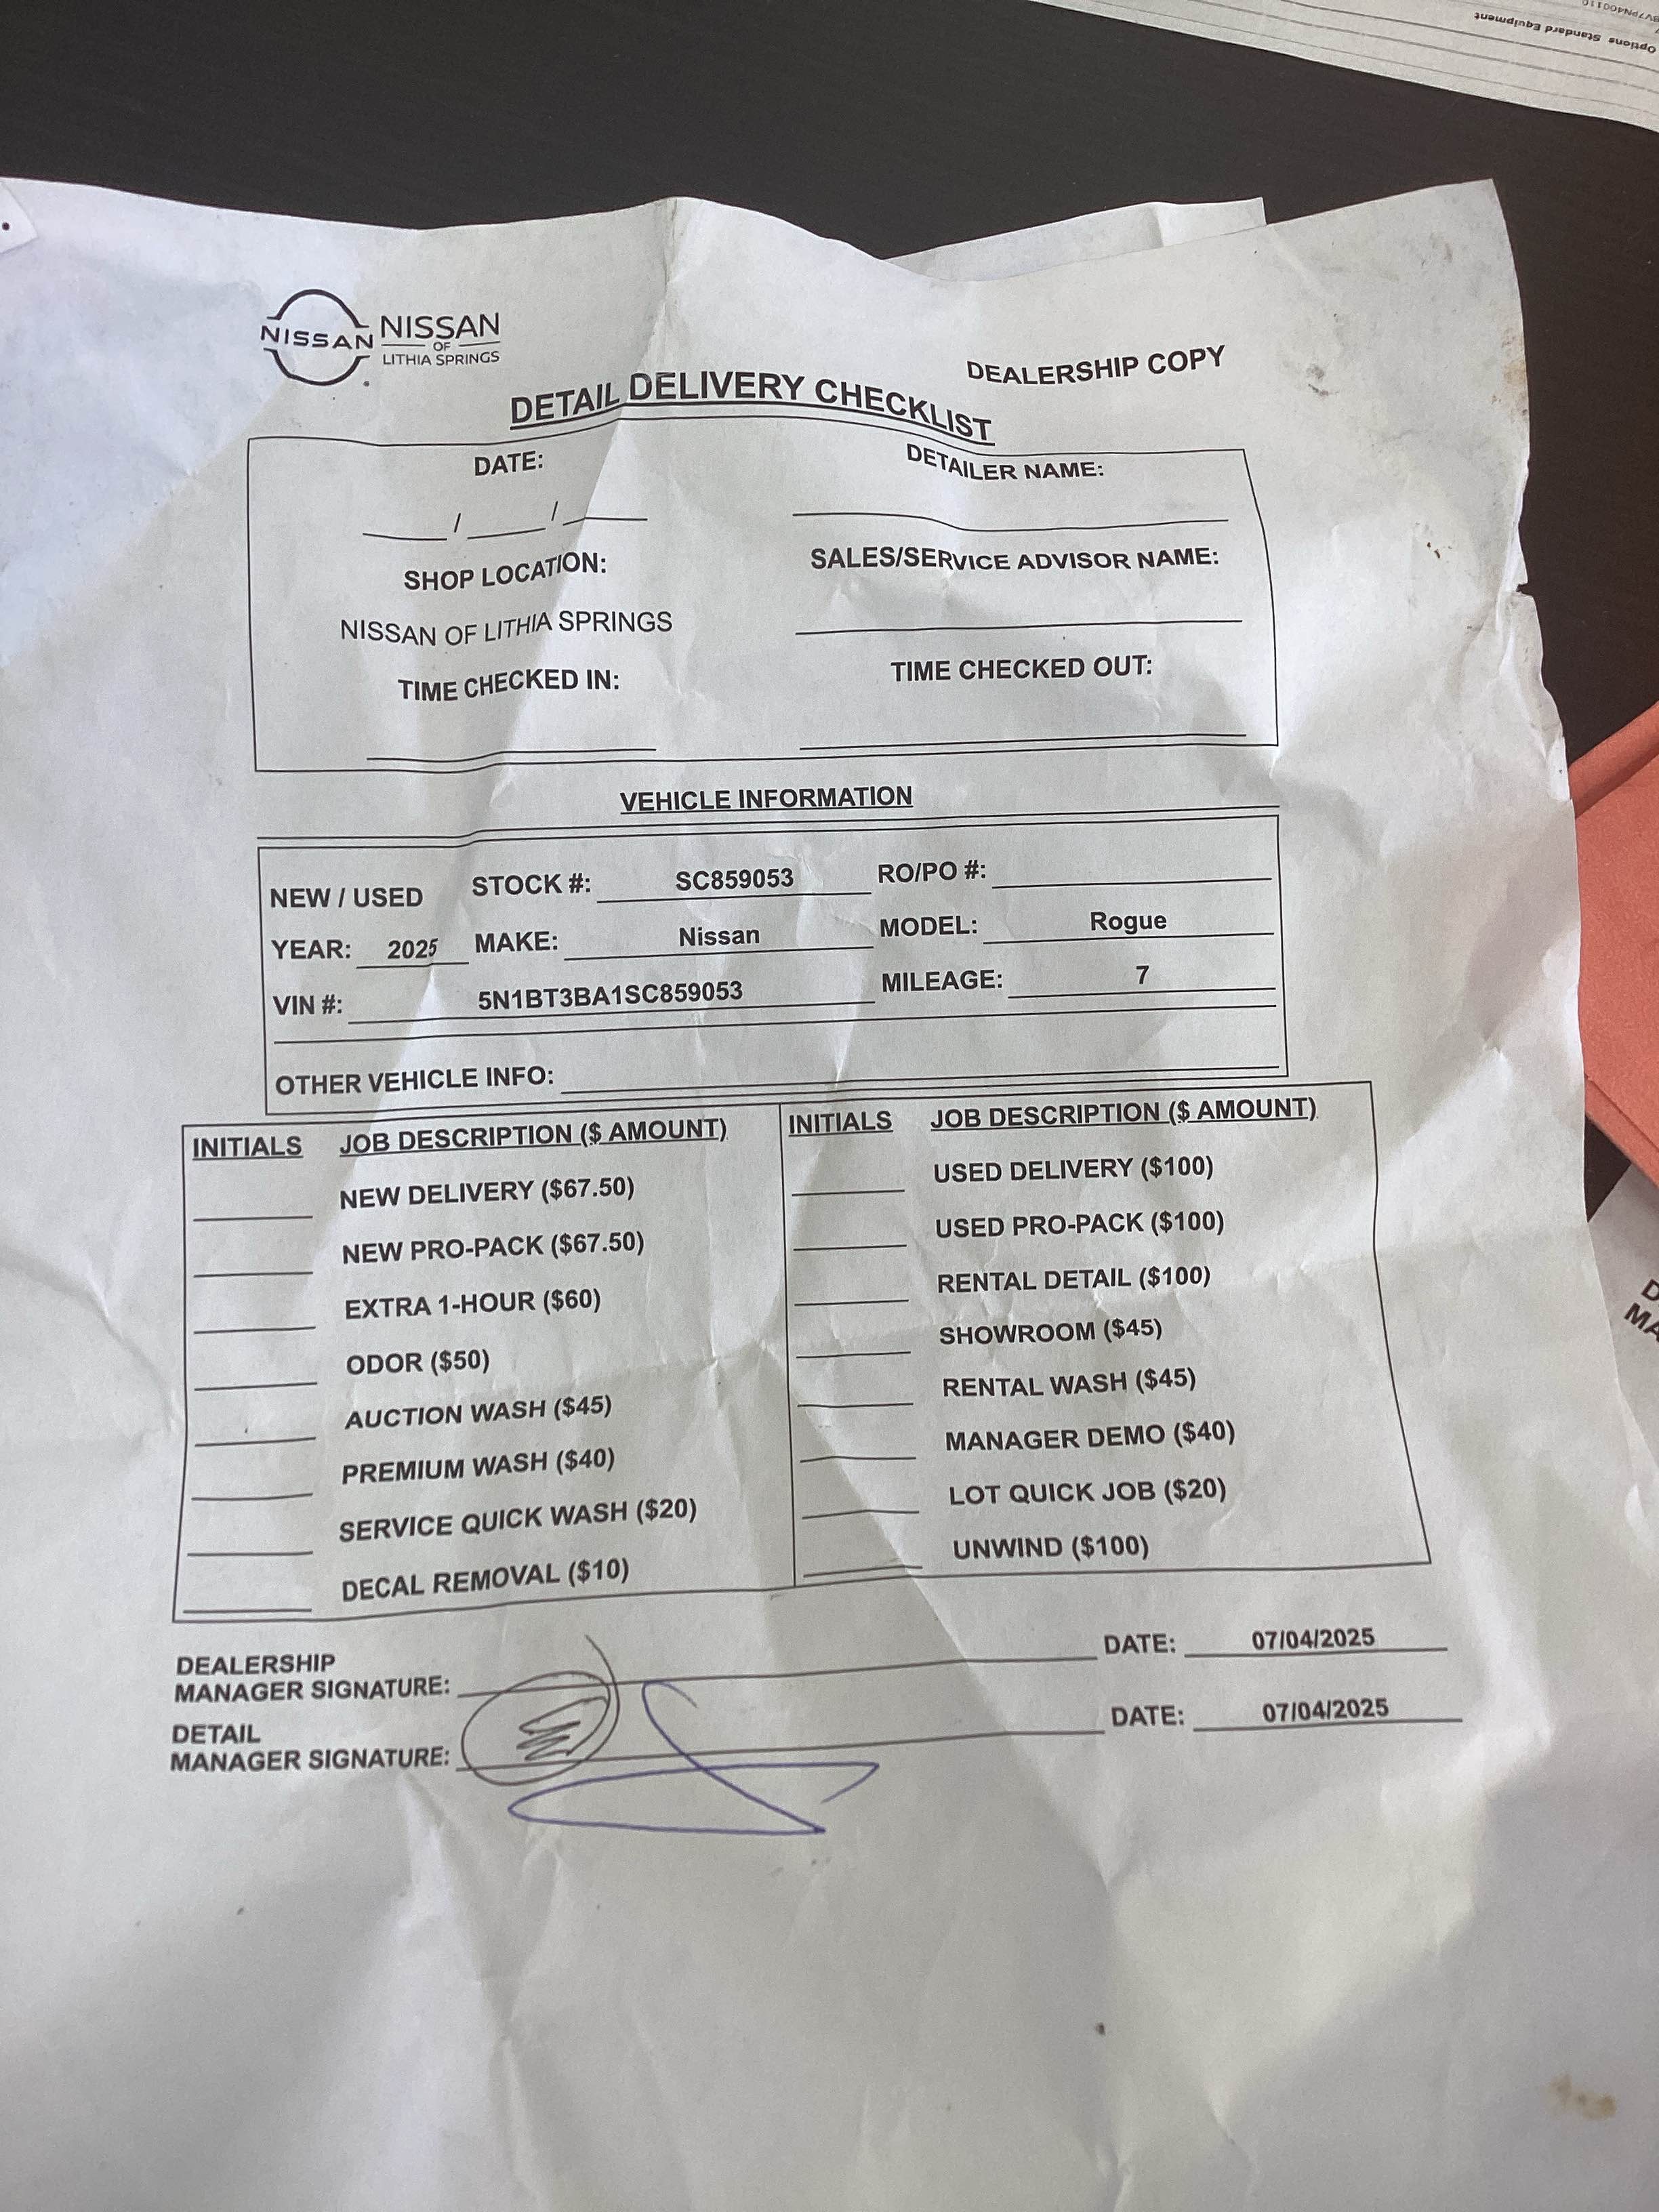 Options Standard Equipment
NISSAN
NISSAN
OF
LITHIA SPRINGS
DEALERSHIP COPY
DETAIL DELIVERY CHECKLIST
DATE:
DETAILER NAME:
/ /
SHOP LOCATION:
SALES/SERVICE ADVISOR NAME:
NISSAN OF LITHIA SPRINGS
TIME CHECKED IN:
TIME CHECKED OUT:
VEHICLE INFORMATION
NEW / USED STOCK #: SC859053 RO/PO #:
YEAR: 2025 MAKE: Nissan MODEL: Rogue
VIN #: 5N1BT3BA1SC859053 MILEAGE: 7
OTHER VEHICLE INFO:
INITIALS JOB DESCRIPTION ($ AMOUNT)
NEW DELIVERY ($67.50)
NEW PRO-PACK ($67.50)
EXTRA 1-HOUR ($60)
ODOR ($50)
AUCTION WASH ($45)
PREMIUM WASH ($40)
SERVICE QUICK WASH ($20)
DECAL REMOVAL ($10)
INITIALS JOB DESCRIPTION ($ AMOUNT)
USED DELIVERY ($100)
USED PRO-PACK ($100)
RENTAL DETAIL ($100)
SHOWROOM ($45)
RENTAL WASH ($45)
MANAGER DEMO ($40)
LOT QUICK JOB ($20)
UNWIND ($100)
DEALERSHIP
MANAGER SIGNATURE: DATE: 07/04/2025
DETAIL
MANAGER SIGNATURE: DATE: 07/04/2025